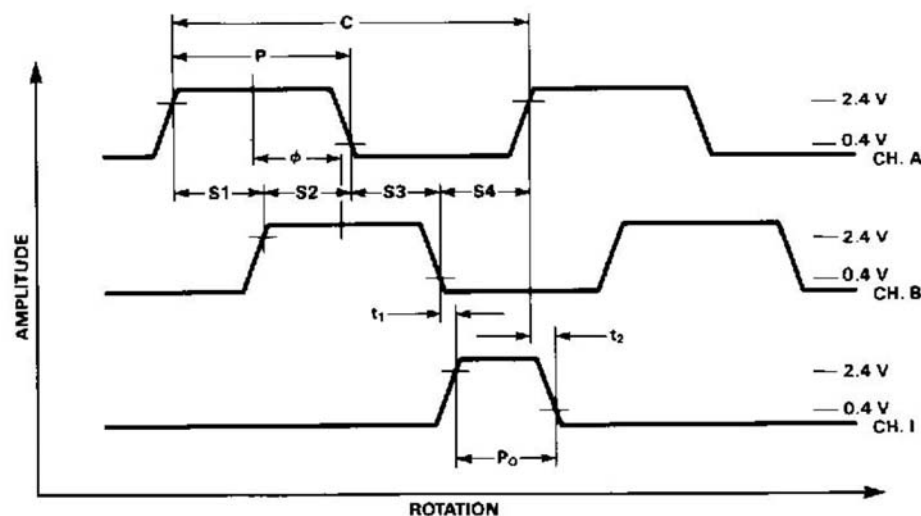 C
P
2.4 V
0.4 V
CH. A
ϕ
S1 S2 S3 S4
2.4 V
0.4 V
CH. B
t₁
t₂
2.4 V
0.4 V
CH. I
P₀
AMPLITUDE
ROTATION